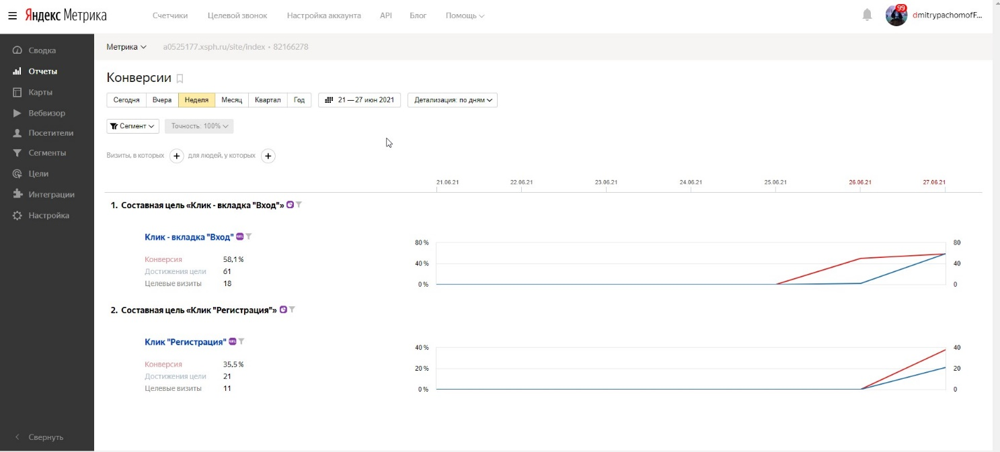 Яндекс Метрика Счетчики Целевой звонок Настройка аккаунта API Блог Помощь 99 dmitrypachomofF...
Метрика a0525177.xsph.ru/site/index • 82166278
Сводка
Отчеты
Карты
Вебвизор
Посетители
Сегменты
Цели
Интеграции
Настройка
Свернуть
Конверсии
Сегодня Вчера Неделя Месяц Квартал Год 21 — 27 июн 2021 Детализация: по дням
Сегмент Точность: 100%
Визиты, в которых + для людей, у которых +
21.06.21 22.06.21 23.06.21 24.06.21 25.06.21 26.06.21 27.06.21
1. Составная цель «Клик - вкладка "Вход"»
Клик - вкладка "Вход"
Конверсия 58,1 %
Достижения цели 61
Целевые визиты 18
80 % 80
40 % 40
0 % 0
2. Составная цель «Клик "Регистрация"»
Клик "Регистрация"
Конверсия 35,5 %
Достижения цели 21
Целевые визиты 11
40 % 40
20 % 20
0 % 0